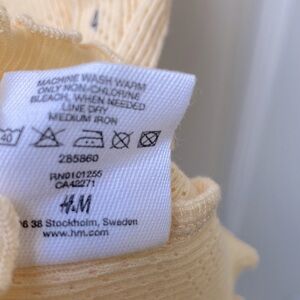 MACHINE WASH WARM
ONLY NON-CHLORINE
BLEACH, WHEN NEEDED
LINE DRY
MEDIUM IRON
40
285860
RN0101255
CA42271
H&M
06 38 Stockholm, Sweden
www.hm.com